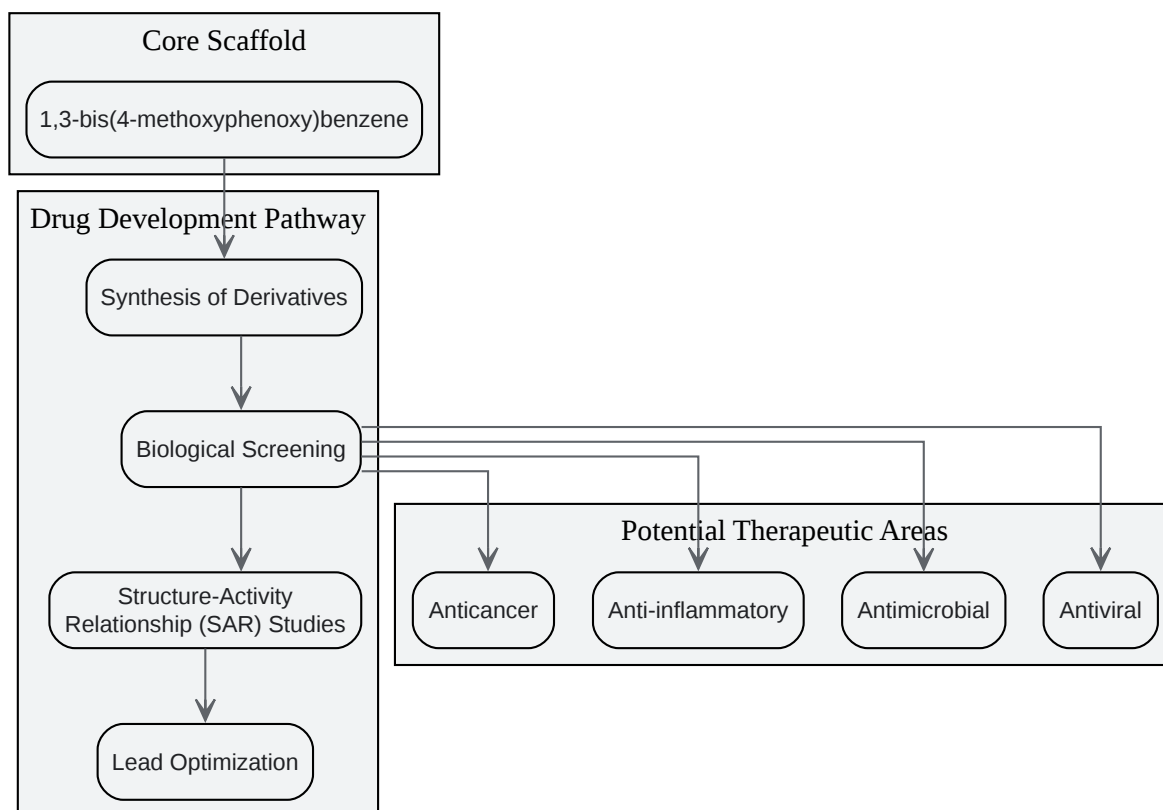 Core Scaffold
1,3-bis(4-methoxyphenoxy)benzene
Drug Development Pathway
Synthesis of Derivatives
Biological Screening
Structure-Activity
Relationship (SAR) Studies
Lead Optimization
Potential Therapeutic Areas
Anticancer
Anti-inflammatory
Antimicrobial
Antiviral